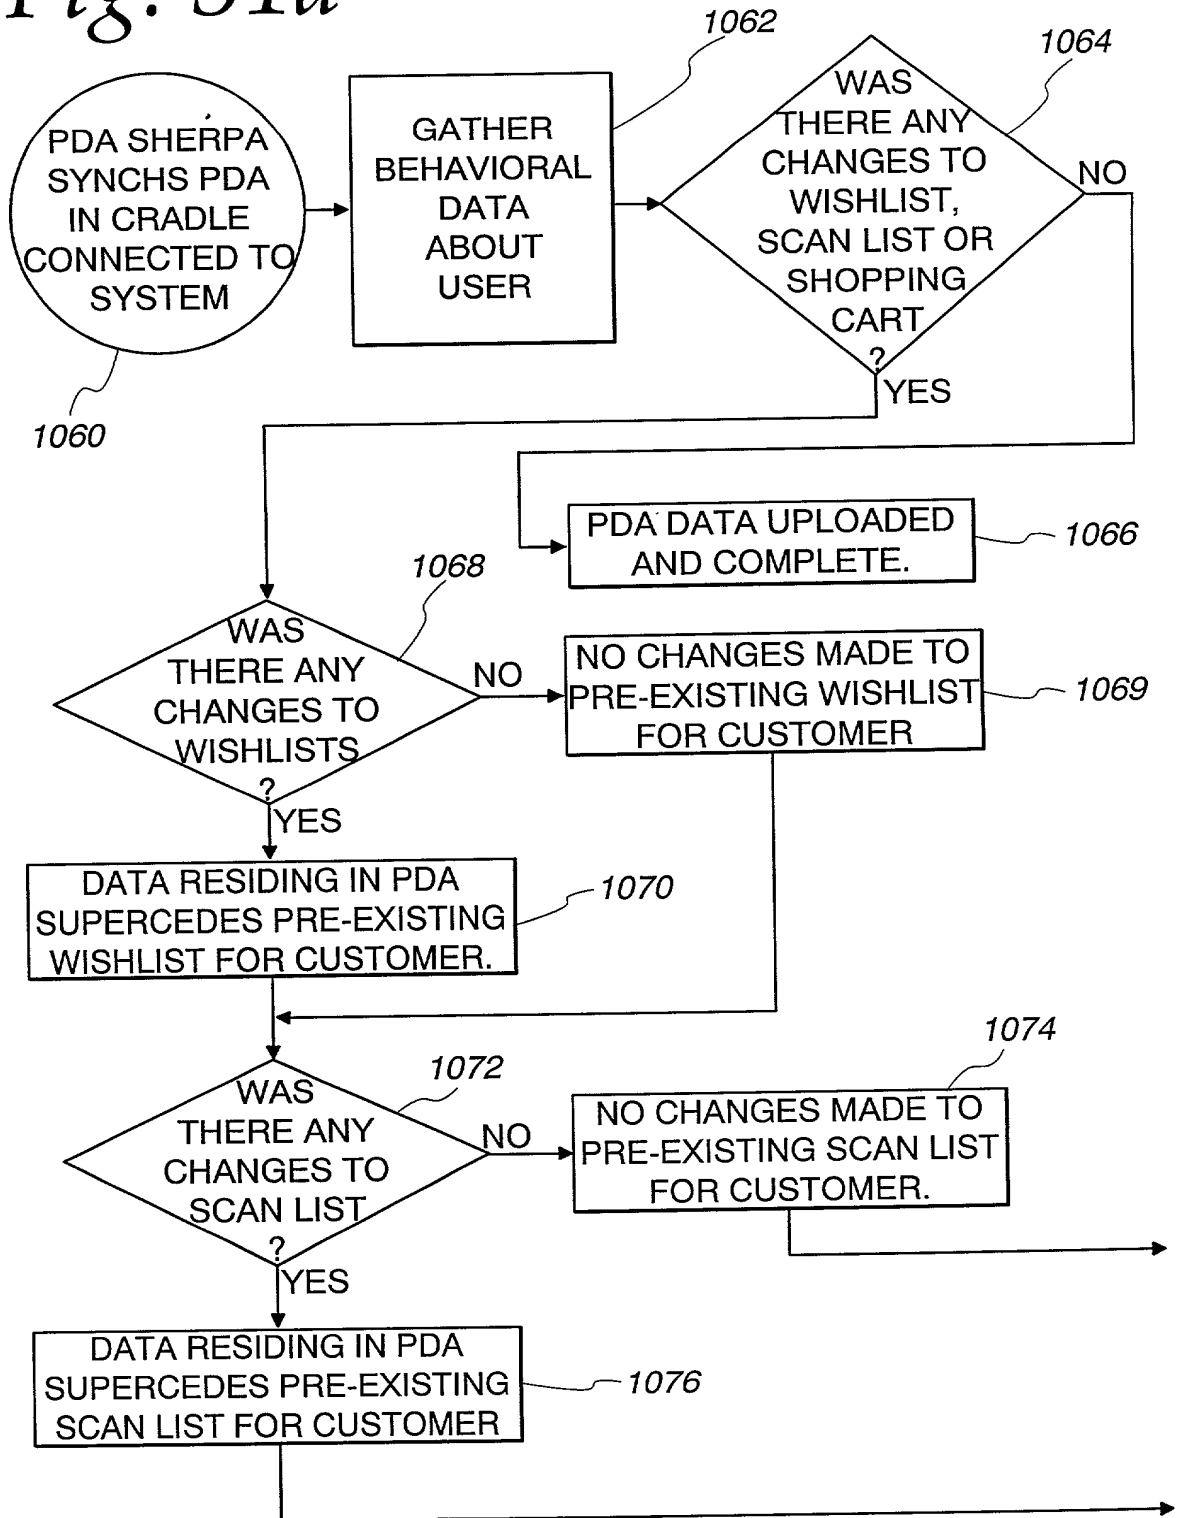 Fig. 31a
1062
1064
PDA SHERPA
SYNCHS PDA
IN CRADLE
CONNECTED TO
SYSTEM
1060
GATHER
BEHAVIORAL
DATA
ABOUT
USER
WAS
THERE ANY
CHANGES TO
WISHLIST,
SCAN LIST OR
SHOPPING
CART
?
NO
YES
PDA DATA UPLOADED
AND COMPLETE.
1066
1068
WAS
THERE ANY
CHANGES TO
WISHLISTS
?
NO
YES
NO CHANGES MADE TO
PRE-EXISTING WISHLIST
FOR CUSTOMER
1069
DATA RESIDING IN PDA
SUPERCEDES PRE-EXISTING
WISHLIST FOR CUSTOMER.
1070
1072
WAS
THERE ANY
CHANGES TO
SCAN LIST
?
NO
YES
1074
NO CHANGES MADE TO
PRE-EXISTING SCAN LIST
FOR CUSTOMER.
DATA RESIDING IN PDA
SUPERCEDES PRE-EXISTING
SCAN LIST FOR CUSTOMER
1076